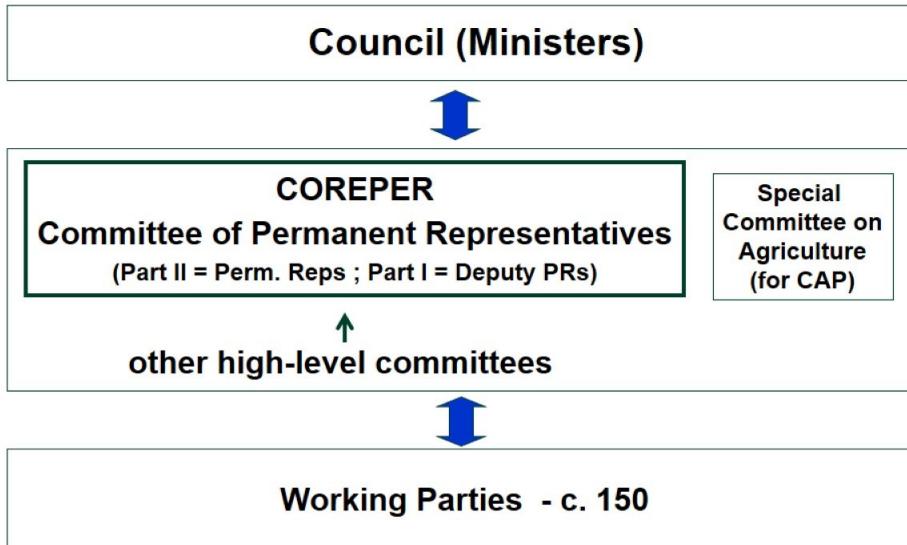 Council (Ministers)
COREPER
Committee of Permanent Representatives
(Part II = Perm. Reps ; Part I = Deputy PRs)
Special
Committee on
Agriculture
(for CAP)
other high-level committees
Working Parties - c. 150